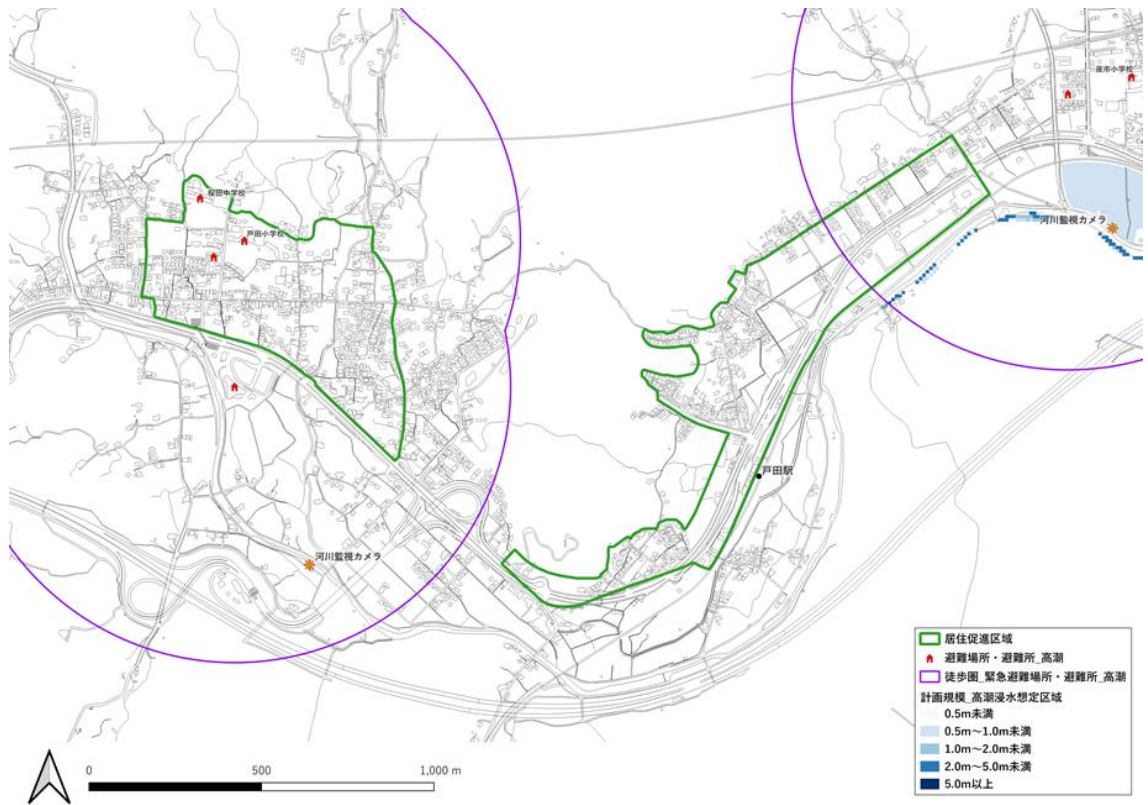 夜市小学校
桜田中学校
戸田小学校
河川監視カメラ
戸田駅
河川監視カメラ
居住促進区域
避難場所・避難所_高潮
徒歩圏_緊急避難場所・避難所_高潮
計画規模_高潮浸水想定区域
0.5m未満
0.5m~1.0m未満
1.0m~2.0m未満
2.0m~5.0m未満
5.0m以上
0
500
1,000 m